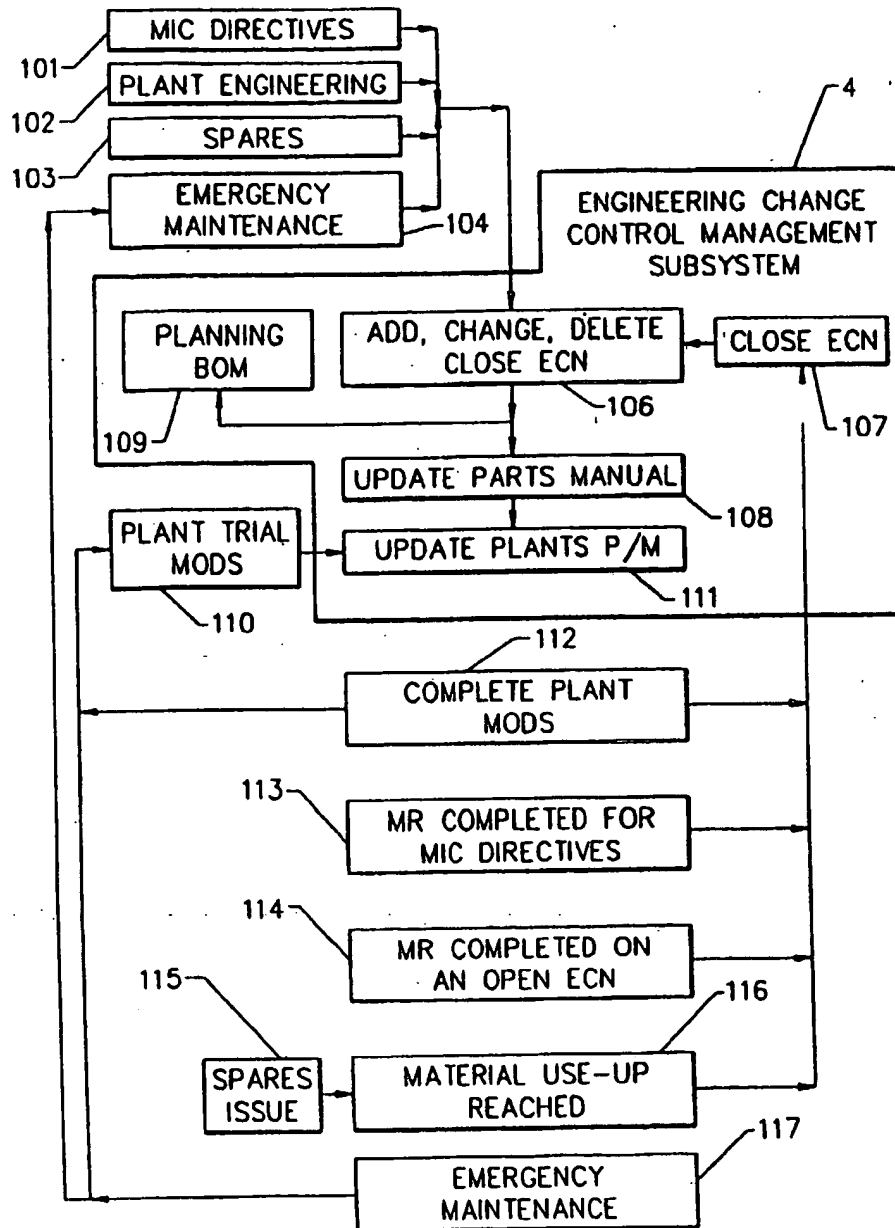 MIC DIRECTIVES
101
PLANT ENGINEERING
102
SPARES
103
EMERGENCY
MAINTENANCE
104
4
ENGINEERING CHANGE
CONTROL MANAGEMENT
SUBSYSTEM
PLANNING
BOM
109
ADD, CHANGE, DELETE
CLOSE ECN
106
CLOSE ECN
107
UPDATE PARTS MANUAL
108
PLANT TRIAL
MODS
110
UPDATE PLANTS P/M
111
112
COMPLETE PLANT
MODS
113
MR COMPLETED FOR
MIC DIRECTIVES
114
MR COMPLETED ON
AN OPEN ECN
115
SPARES
ISSUE
116
MATERIAL USE-UP
REACHED
117
EMERGENCY
MAINTENANCE